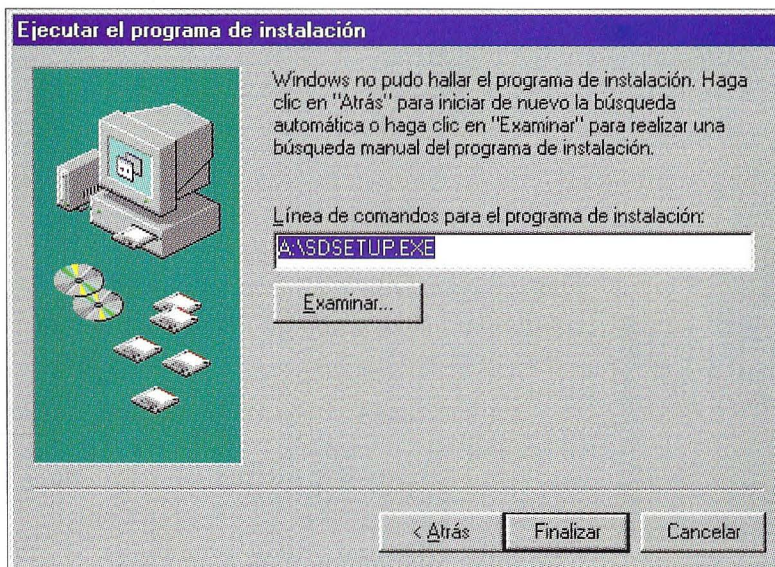 Ejecutar el programa de instalación
Windows no pudo hallar el programa de instalación. Haga
clic en "Atrás" para iniciar de nuevo la búsqueda
automática o haga clic en "Examinar" para realizar una
búsqueda manual del programa de instalación.
Línea de comandos para el programa de instalación:
A:\SDSETUP.EXE
Examinar...
< Atrás
Finalizar
Cancelar